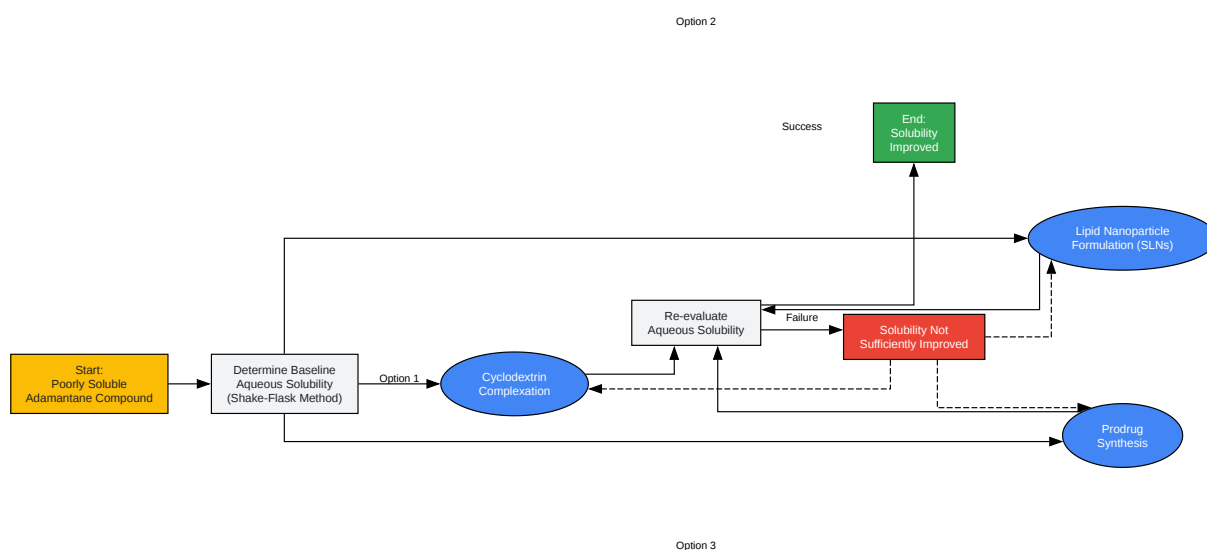 Option 2
Success
End:
Solubility
Improved
Lipid Nanoparticle
Formulation (SLNs)
Re-evaluate
Aqueous Solubility
Failure
Solubility Not
Sufficiently Improved
Start:
Poorly Soluble
Adamantane Compound
Determine Baseline
Aqueous Solubility
(Shake-Flask Method)
Option 1
Cyclodextrin
Complexation
Prodrug
Synthesis
Option 3